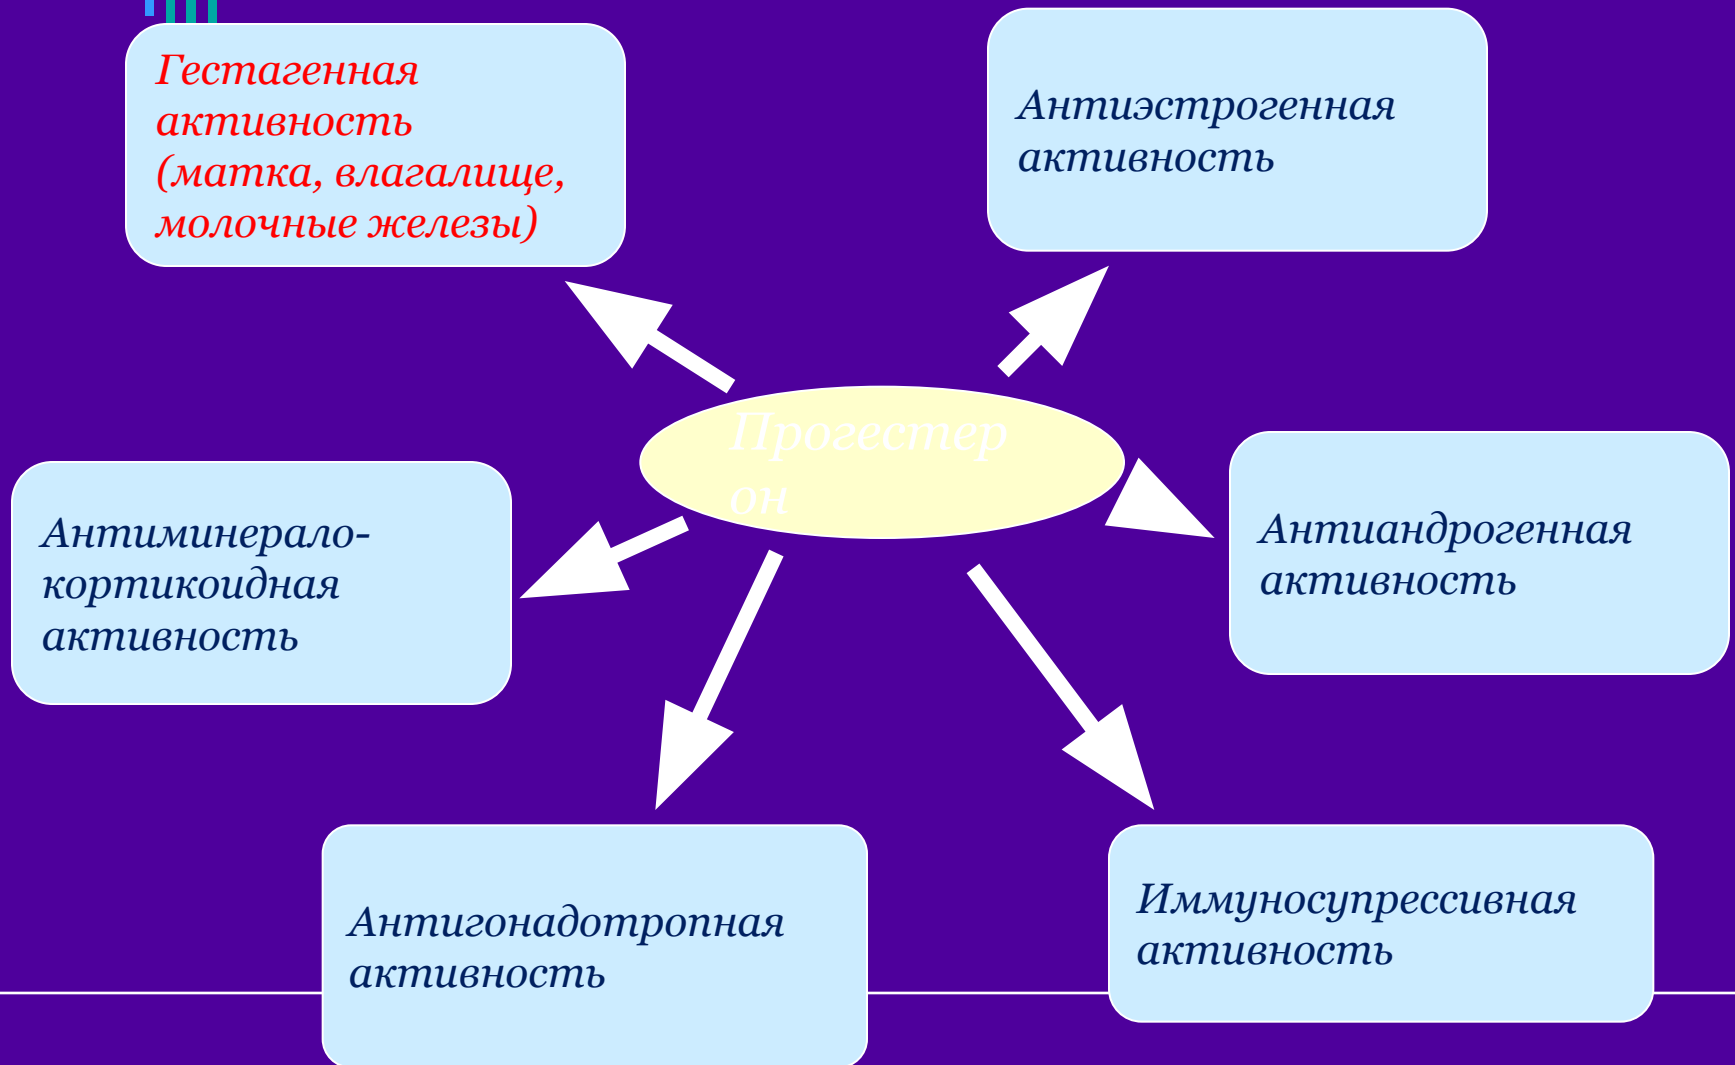 Гестагенная
активность
(матка, влагалище,
молочные железы)
Антиэстрогенная
активность
Прогестер
он
Антиминерало-
кортикоидная
активность
Антиандрогенная
активность
Антигонадотропная
активность
Иммуносупрессивная
активность